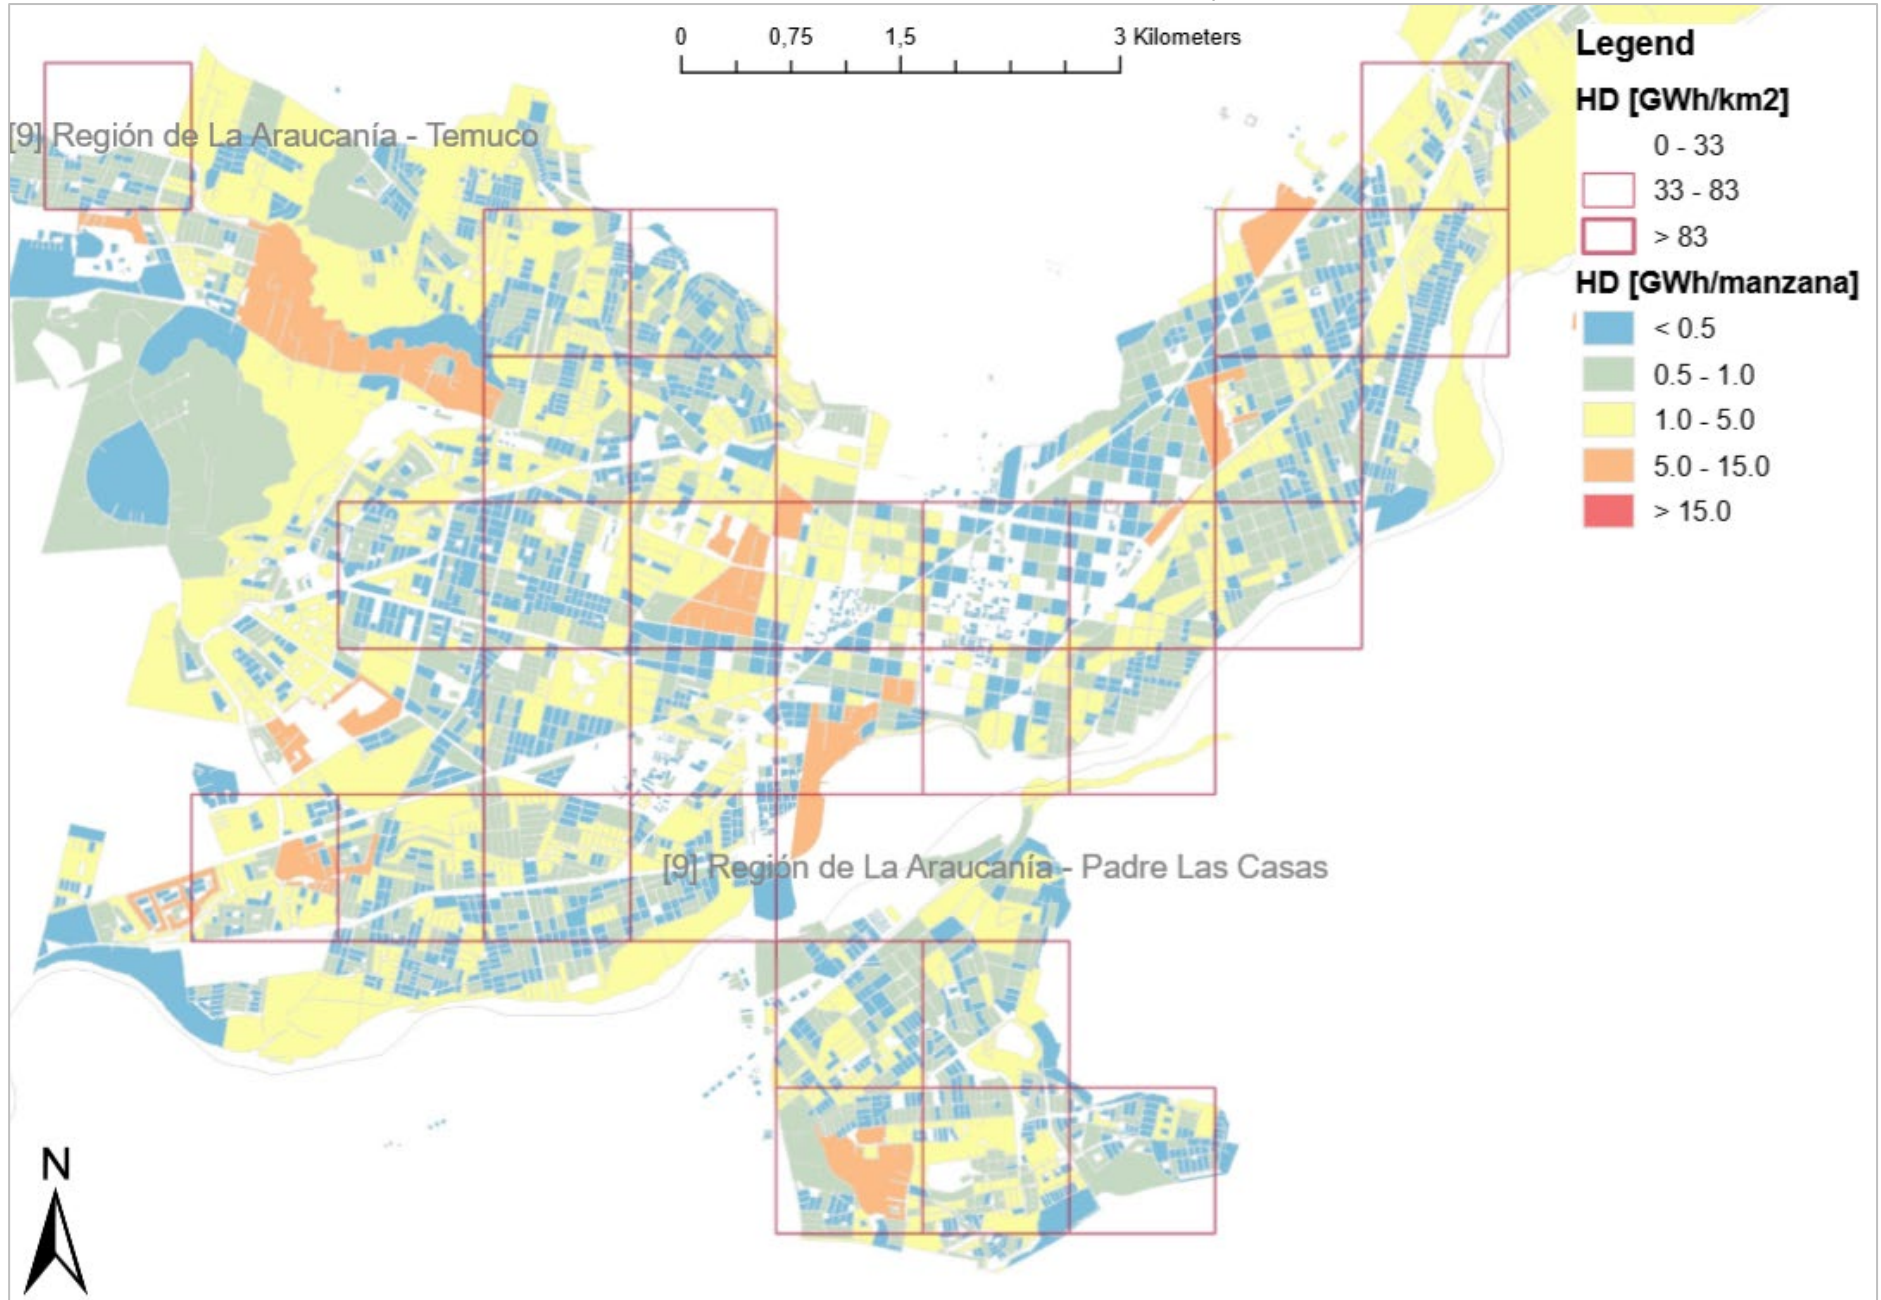 0 0,75 1,5 3 Kilometers
Legend
HD [GWh/km2]
0 - 33
33 - 83
> 83
HD [GWh/manzana]
< 0.5
0.5 - 1.0
1.0 - 5.0
5.0 - 15.0
> 15.0
[9] Región de La Araucanía - Temuco
[9] Región de La Araucanía - Padre Las Casas
N